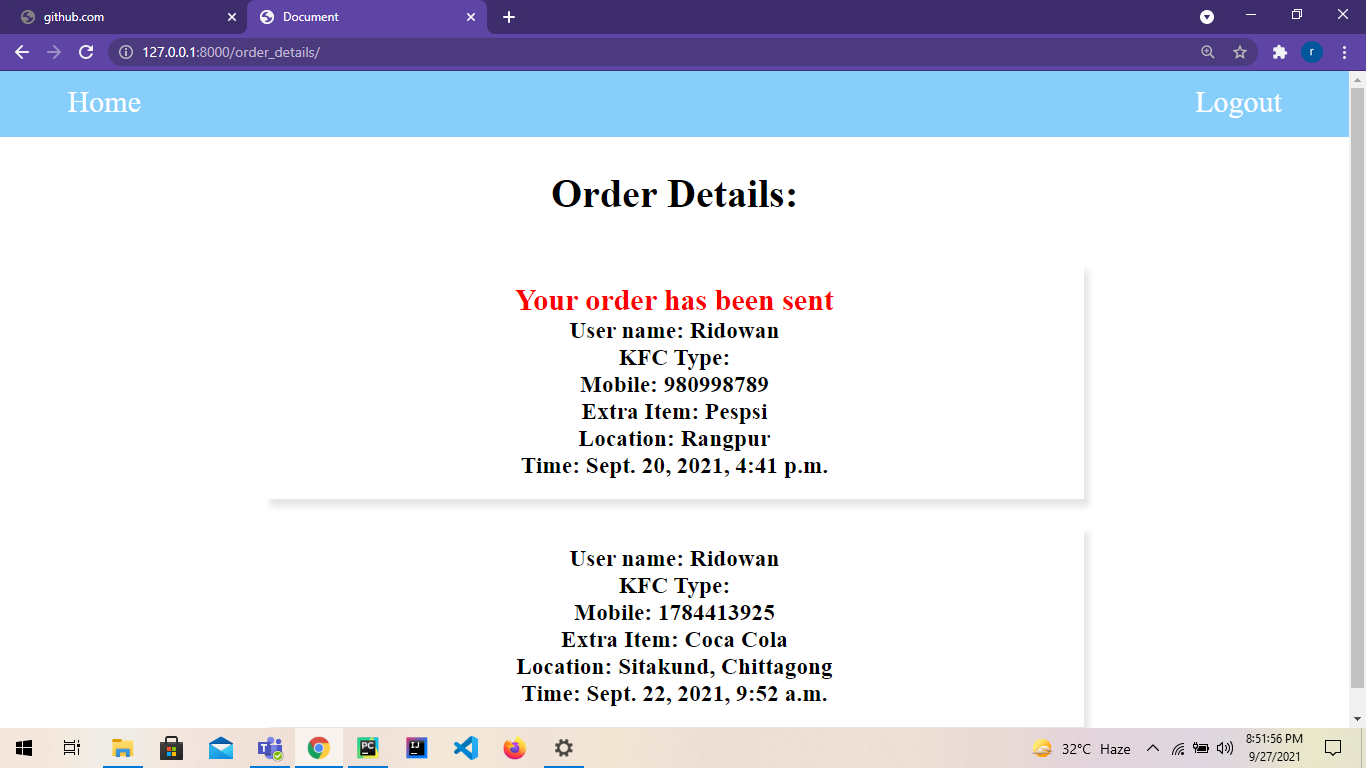 github.com
Document
127.0.0.1:8000/order_details/
r
Home
Logout
Order Details:
Your order has been sent
User name: Ridowan
KFC Type:
Mobile: 980998789
Extra Item: Pespsi
Location: Rangpur
Time: Sept. 20, 2021, 4:41 p.m.
User name: Ridowan
KFC Type:
Mobile: 1784413925
Extra Item: Coca Cola
Location: Sitakund, Chittagong
Time: Sept. 22, 2021, 9:52 a.m.
PC
IJ
32°C Haze
8:51:56 PM
9/27/2021